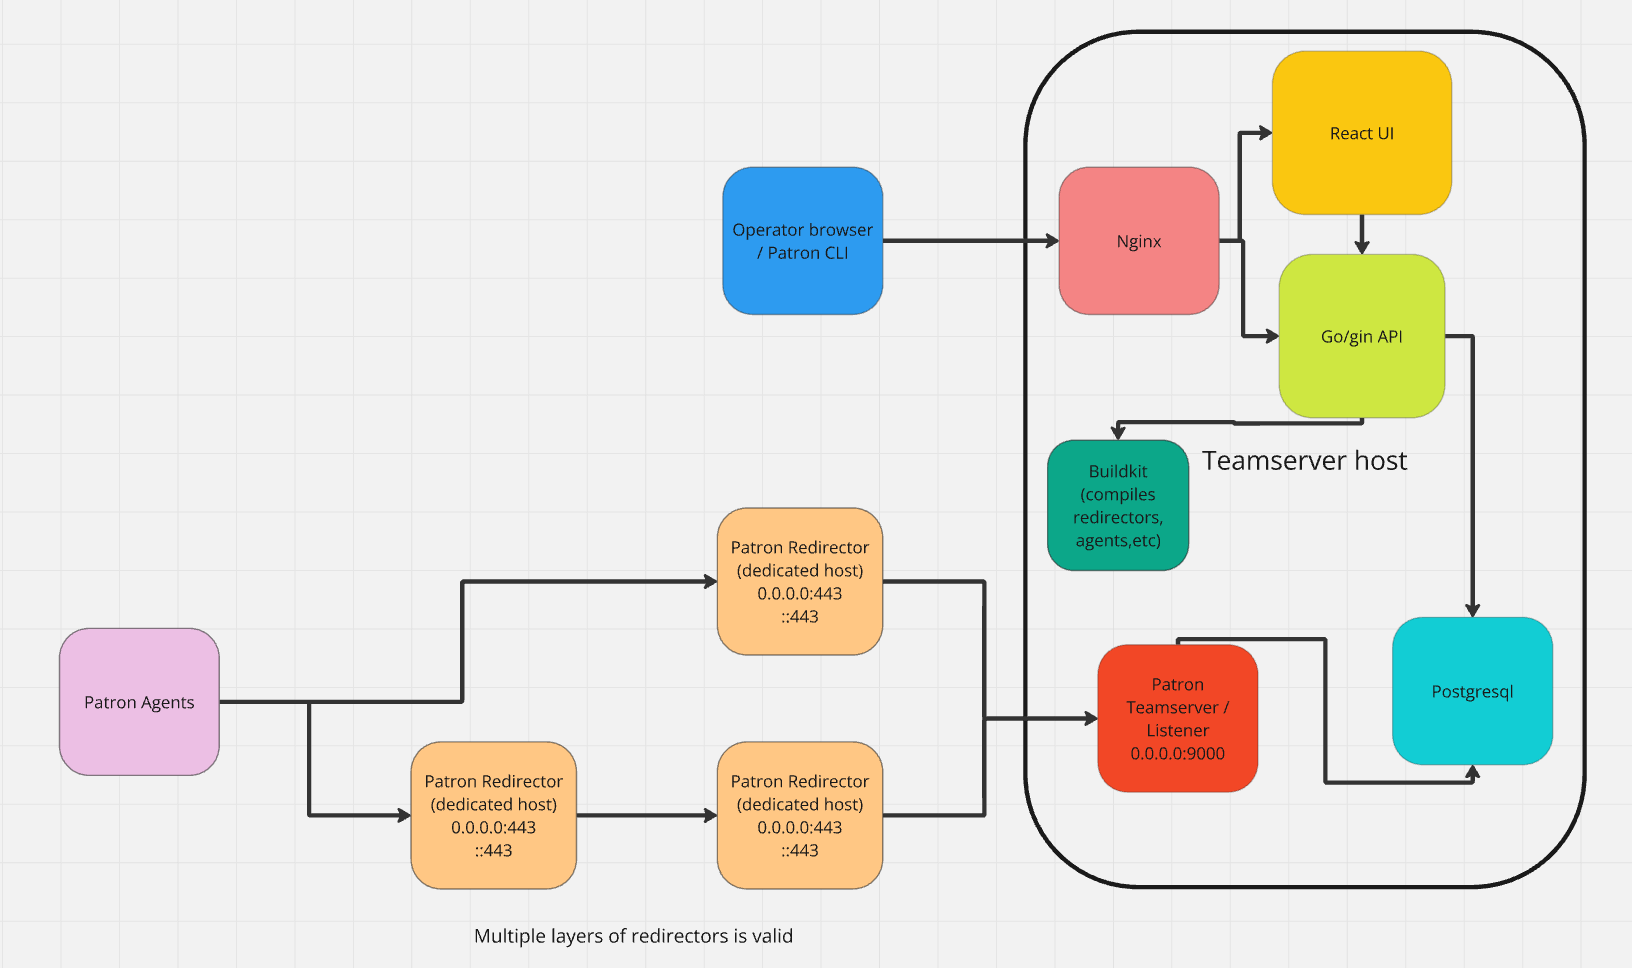 React UI
Operator browser
/ Patron CLI
Nginx
Go/gin API
Teamserver host
Buildkit
(compiles
redirectors,
agents,etc)
Patron Redirector
(dedicated host)
0.0.0.0:443
::443
Patron Agents
Patron
Teamserver /
Listener
0.0.0.0:9000
Postgresql
Patron Redirector
(dedicated host)
0.0.0.0:443
::443
Patron Redirector
(dedicated host)
0.0.0.0:443
::443
Multiple layers of redirectors is valid